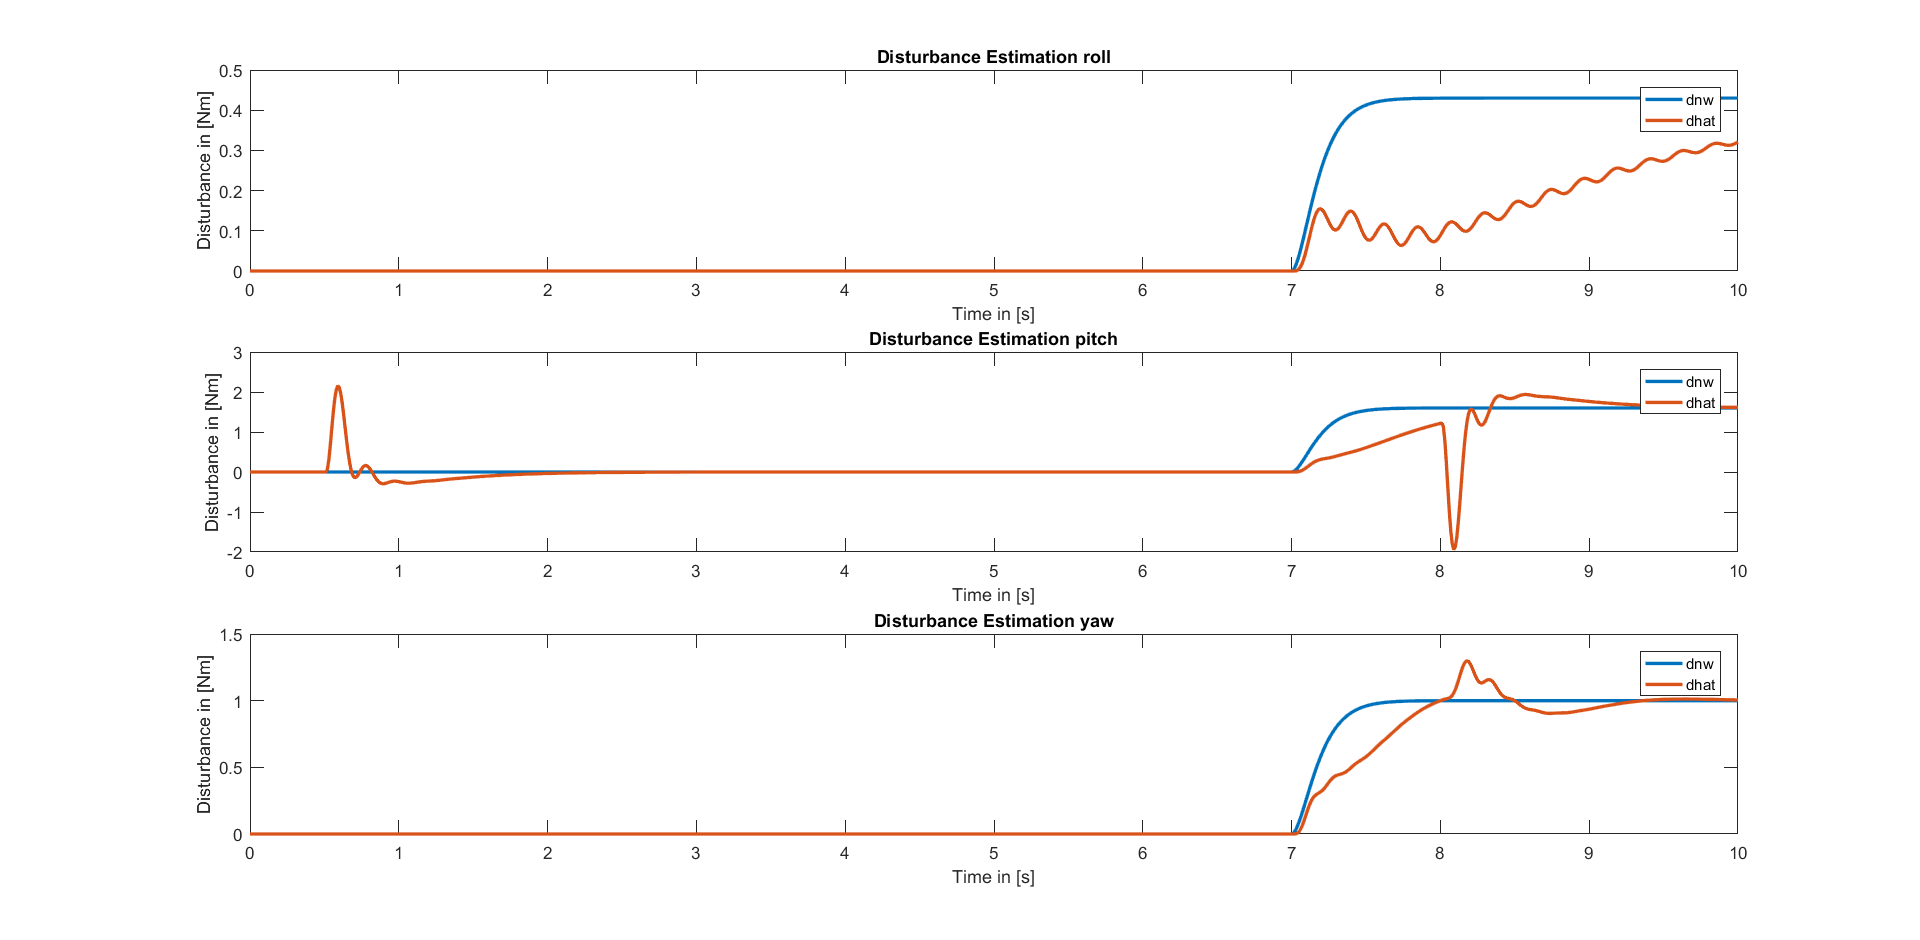 Disturbance Estimation roll
Disturbance in [Nm]
0.5
0.4
0.3
0.2
0.1
0
dnw
dhat
0 1 2 3 4 5 6 7 8 9 10
Time in [s]
Disturbance Estimation pitch
Disturbance in [Nm]
3
2
1
0
-1
-2
dnw
dhat
0 1 2 3 4 5 6 7 8 9 10
Time in [s]
Disturbance Estimation yaw
Disturbance in [Nm]
1.5
1
0.5
0
dnw
dhat
0 1 2 3 4 5 6 7 8 9 10
Time in [s]